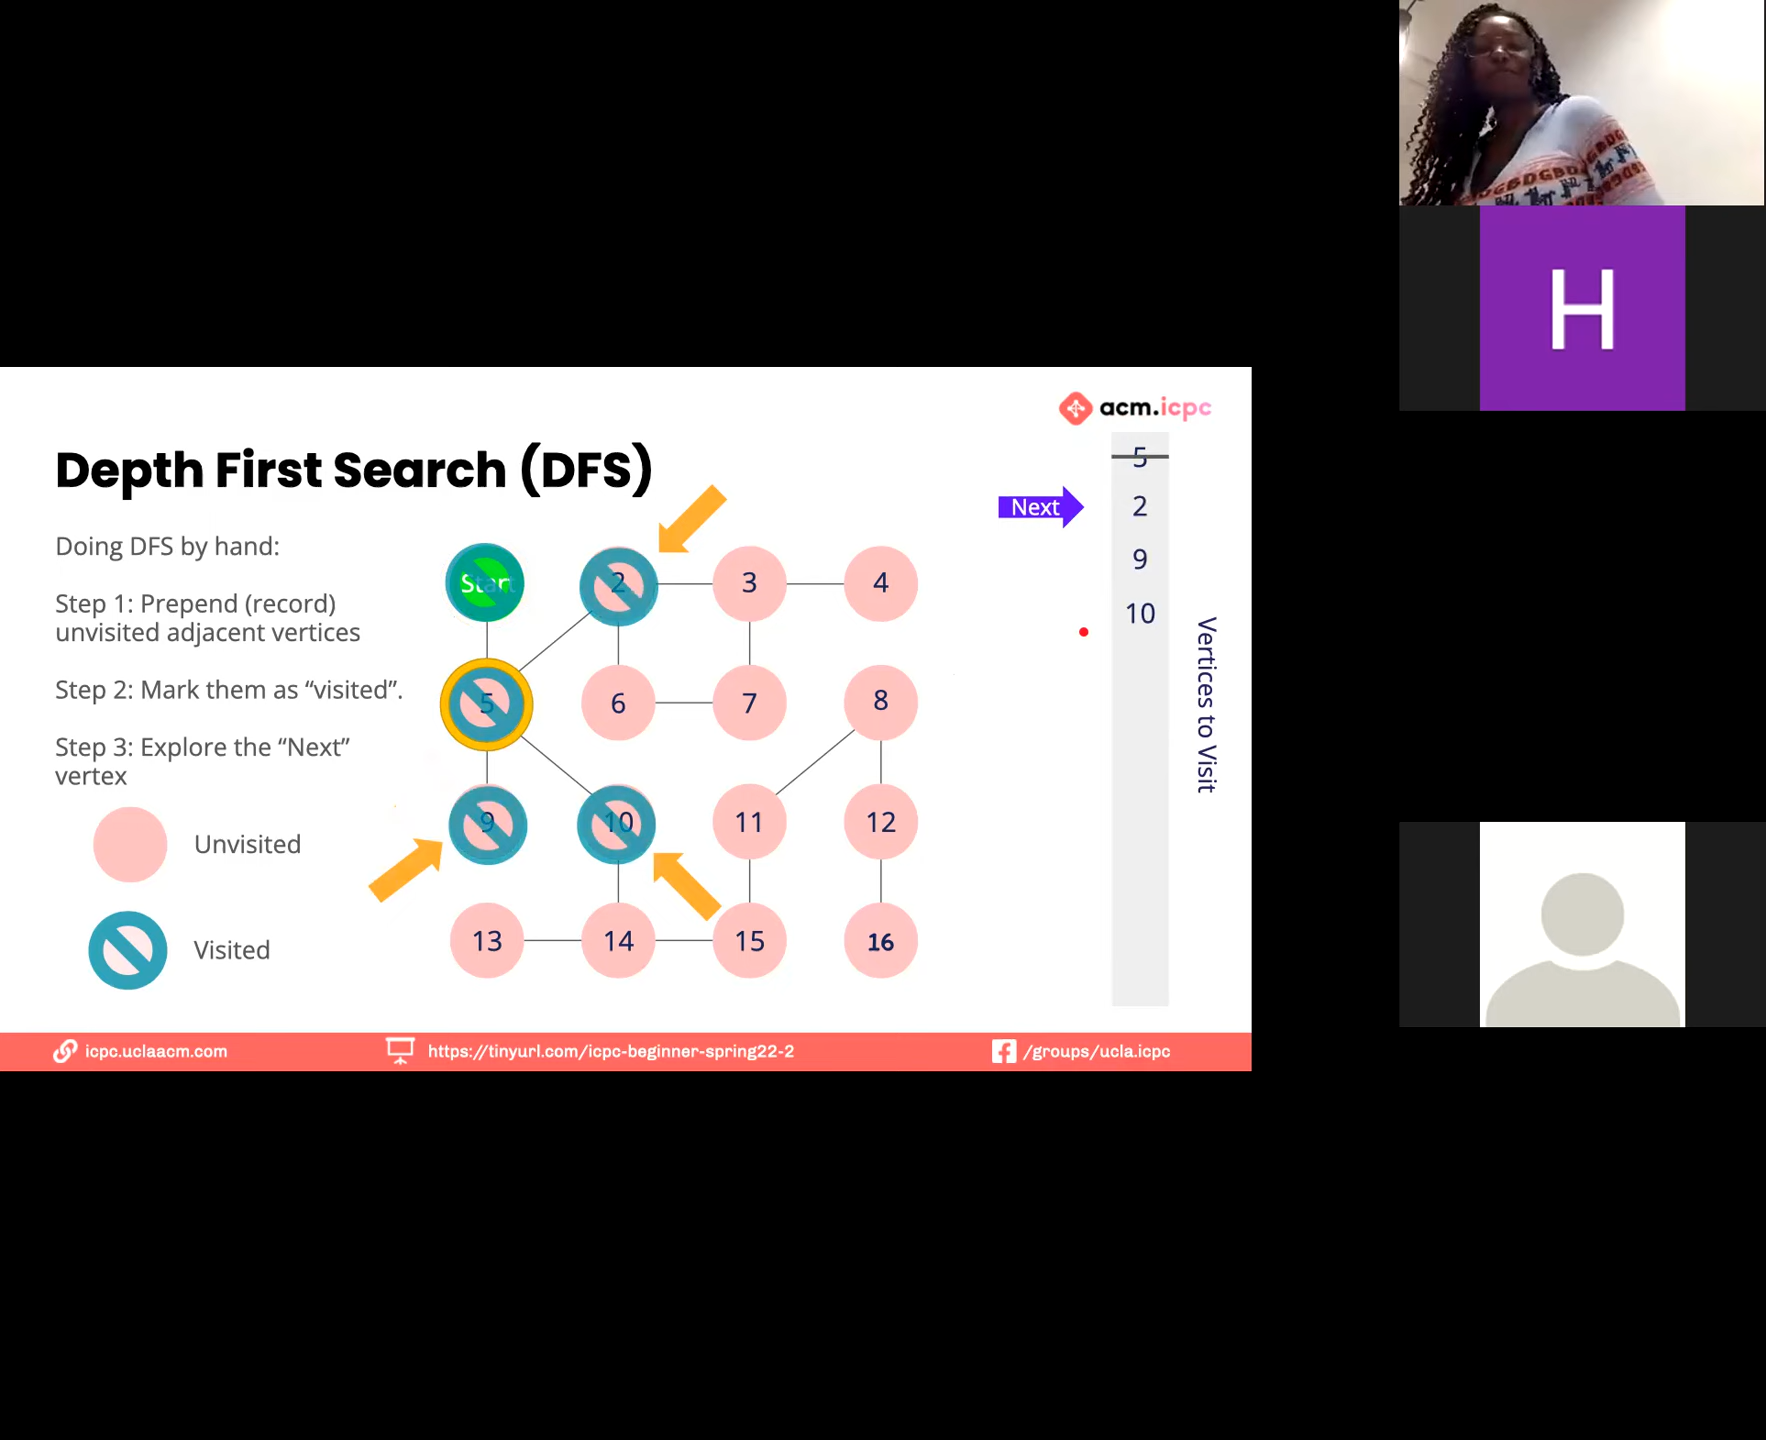 H
acm.icpc
Depth First Search (DFS)
Doing DFS by hand:
Step 1: Prepend (record)
unvisited adjacent vertices
Step 2: Mark them as “visited”.
Step 3: Explore the “Next”
vertex
Unvisited
Visited
Start
2
3
4
5
6
7
8
9
10
11
12
13
14
15
16
Next
5
2
9
10
Vertices to Visit
icpc.uclaacm.com
https://tinyurl.com/icpc-beginner-spring22-2
/groups/ucla.icpc